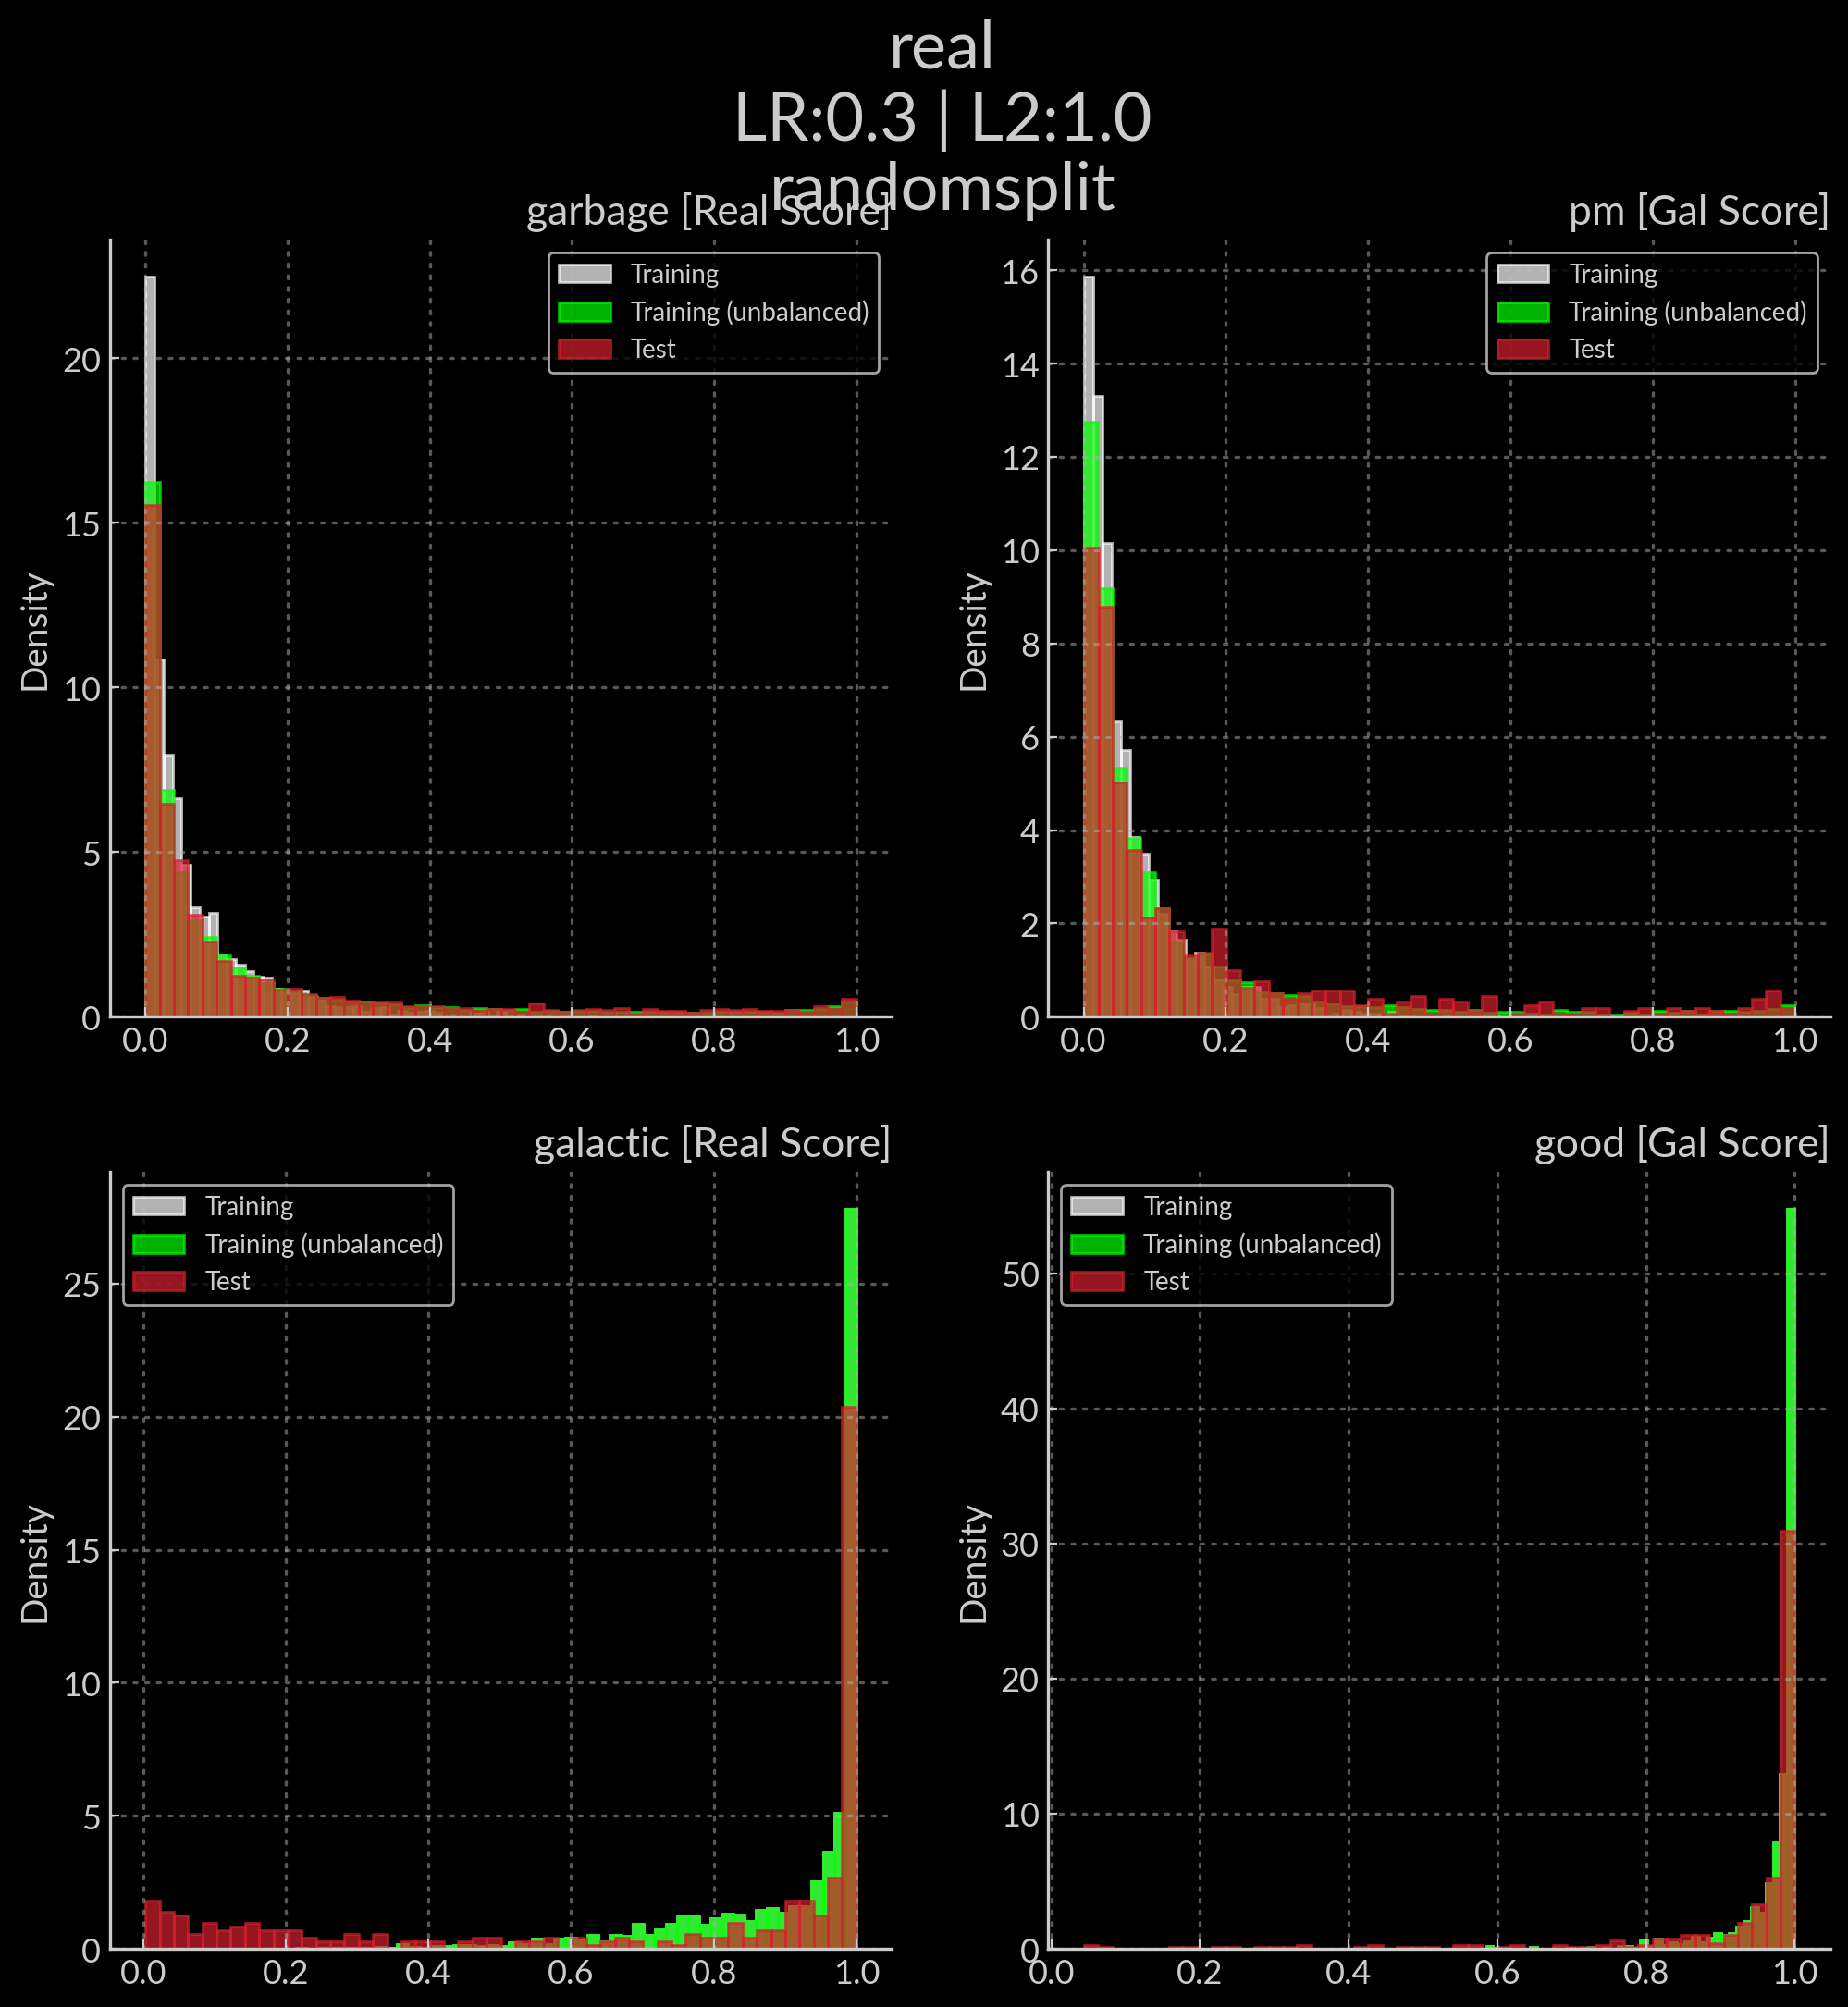 real
LR:0.3 | L2:1.0
randomsplit
garbage [Real Score]
Training
Training (unbalanced)
Test
Density
20
15
10
5
0
0.0 0.2 0.4 0.6 0.8 1.0
pm [Gal Score]
Training
Training (unbalanced)
Test
Density
16
14
12
10
8
6
4
2
0
0.0 0.2 0.4 0.6 0.8 1.0
galactic [Real Score]
Training
Training (unbalanced)
Test
Density
25
20
15
10
5
0
0.0 0.2 0.4 0.6 0.8 1.0
good [Gal Score]
Training
Training (unbalanced)
Test
Density
50
40
30
20
10
0
0.0 0.2 0.4 0.6 0.8 1.0